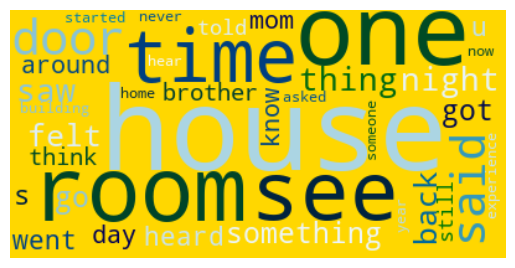 started never mom one u
door time told
around hear thing night now
saw home brother asked got
building house know
felt someone said
think room see back still experience
s go year
went day heard something